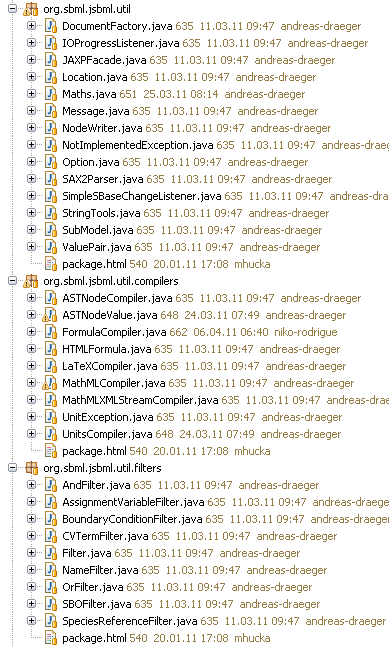 org.sbml.jsbml.util
DocumentFactory.java 635 11.03.11 09:47 andreas-draeger
IOProgressListener.java 635 11.03.11 09:47 andreas-draeger
JAXPFacade.java 635 11.03.11 09:47 andreas-draeger
Location.java 635 11.03.11 09:47 andreas-draeger
Maths.java 651 25.03.11 08:14 andreas-draeger
Message.java 635 11.03.11 09:47 andreas-draeger
NodeWriter.java 635 11.03.11 09:47 andreas-draeger
NotImplementedException.java 635 11.03.11 09:47 andreas-draeg
Option.java 635 11.03.11 09:47 andreas-draeger
SAX2Parser.java 635 11.03.11 09:47 andreas-draeger
SimpleSBaseChangeListener.java 635 11.03.11 09:47 andreas-drae
StringTools.java 635 11.03.11 09:47 andreas-draeger
SubModel.java 635 11.03.11 09:47 andreas-draeger
ValuePair.java 635 11.03.11 09:47 andreas-draeger
package.html 540 20.01.11 17:08 mhucka
org.sbml.jsbml.util.compilers
ASTNodeCompiler.java 635 11.03.11 09:47 andreas-draeger
ASTNodeValue.java 648 24.03.11 07:49 andreas-draeger
FormulaCompiler.java 662 06.04.11 06:40 niko-rodrigue
HTMLFormula.java 635 11.03.11 09:47 andreas-draeger
LaTeXCompiler.java 635 11.03.11 09:47 andreas-draeger
MathMLCompiler.java 635 11.03.11 09:47 andreas-draeger
MathMLXMLStreamCompiler.java 635 11.03.11 09:47 andreas-drae
UnitException.java 635 11.03.11 09:47 andreas-draeger
UnitsCompiler.java 648 24.03.11 07:49 andreas-draeger
package.html 540 20.01.11 17:08 mhucka
org.sbml.jsbml.util.filters
AndFilter.java 635 11.03.11 09:47 andreas-draeger
AssignmentVariableFilter.java 635 11.03.11 09:47 andreas-draege
BoundaryConditionFilter.java 635 11.03.11 09:47 andreas-draeger
CVTermFilter.java 635 11.03.11 09:47 andreas-draeger
Filter.java 635 11.03.11 09:47 andreas-draeger
NameFilter.java 635 11.03.11 09:47 andreas-draeger
OrFilter.java 635 11.03.11 09:47 andreas-draeger
SBOFilter.java 635 11.03.11 09:47 andreas-draeger
SpeciesReferenceFilter.java 635 11.03.11 09:47 andreas-draeger
package.html 540 20.01.11 17:08 mhucka